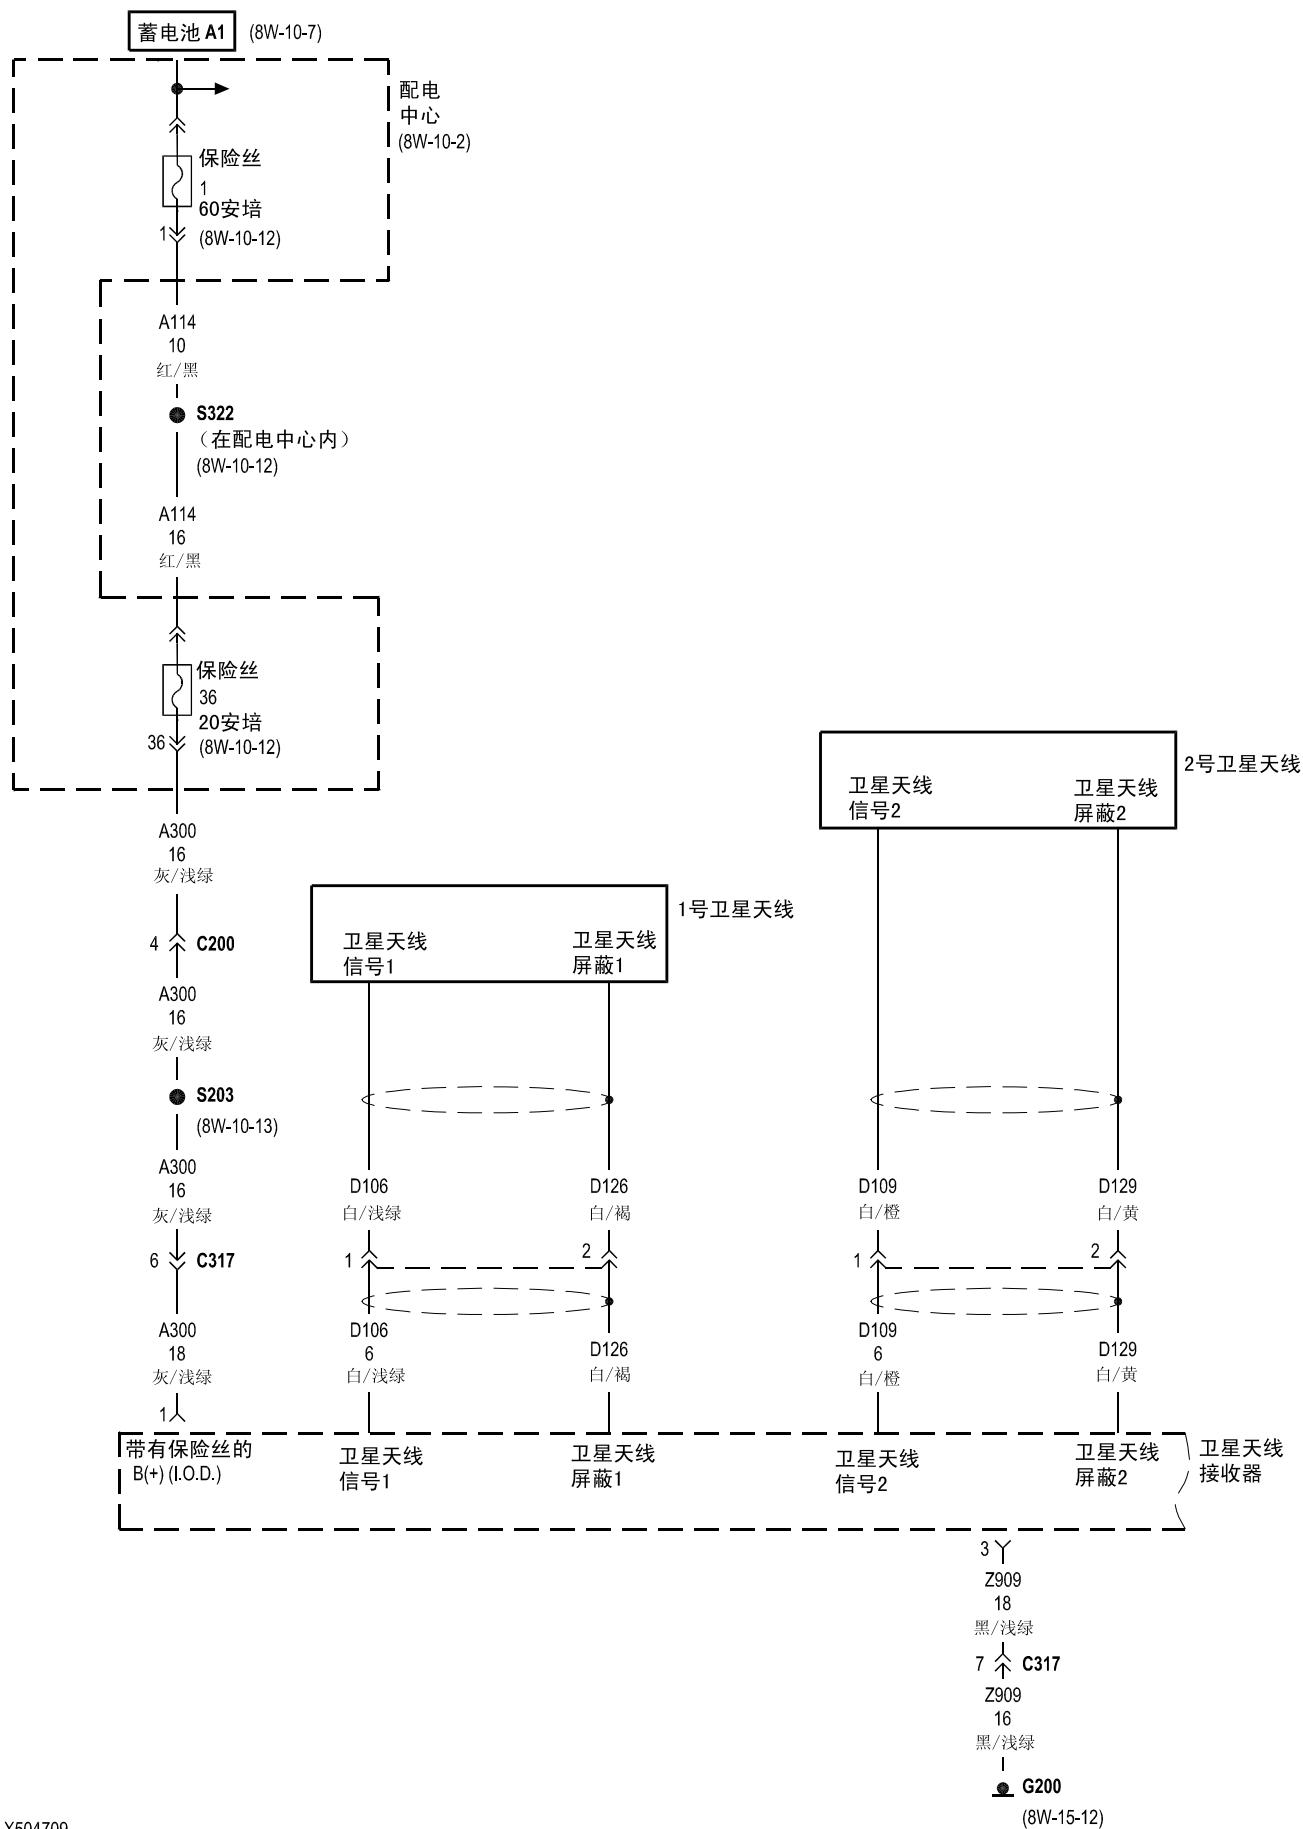 蓄电池 A1 (8W-10-7)
配电
中心
(8W-10-2)
保险丝
1
60安培
1 (8W-10-12)
A114
10
红/黑
S322
（在配电中心内）
(8W-10-12)
A114
16
红/黑
保险丝
36
20安培
36 (8W-10-12)
A300
16
灰/浅绿
4 C200
A300
16
灰/浅绿
S203
(8W-10-13)
A300
16
灰/浅绿
6 C317
A300
18
灰/浅绿
1
1号卫星天线
卫星天线
信号1
卫星天线
屏蔽1
D106
白/浅绿
D126
白/褐
1
2
D106
6
白/浅绿
D126
白/褐
2号卫星天线
卫星天线
信号2
卫星天线
屏蔽2
D109
白/橙
D129
白/黄
1
2
D109
6
白/橙
D129
白/黄
带有保险丝的
B(+) (I.O.D.)
卫星天线
信号1
卫星天线
屏蔽1
卫星天线
信号2
卫星天线
屏蔽2
卫星天线
接收器
3
Z909
18
黑/浅绿
7 C317
Z909
16
黑/浅绿
G200
(8W-15-12)
X504709